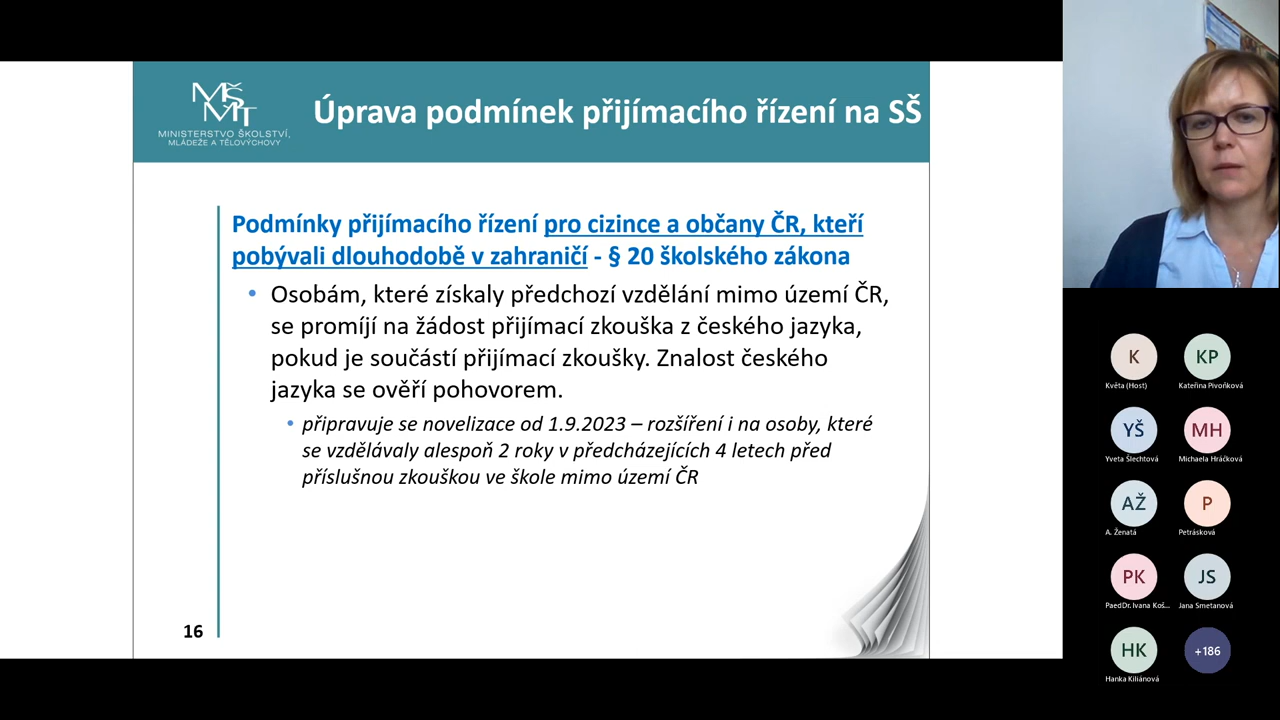 MŠMT
MINISTERSTVO ŠKOLSTVÍ,
MLÁDEŽE A TĚLOVÝCHOVY
Úprava podmínek přijímacího řízení na SŠ
Podmínky přijímacího řízení pro cizince a občany ČR, kteří
pobývali dlouhodobě v zahraničí - § 20 školského zákona
• Osobám, které získaly předchozí vzdělání mimo území ČR,
se promíjí na žádost přijímací zkouška z českého jazyka,
pokud je součástí přijímací zkoušky. Znalost českého
jazyka se ověří pohovorem.
• připravuje se novelizace od 1.9.2023 – rozšíření i na osoby, které
se vzdělávaly alespoň 2 roky v předcházejících 4 letech před
příslušnou zkouškou ve škole mimo území ČR
16
K
Květa (Host)
KP
Kateřina Pivoňková
YŠ
Yveta Šlechtová
MH
Michaela Hráčková
AŽ
A. Ženatá
P
Petrásková
PK
PaedDr. Ivana Koš...
JS
Jana Smetanová
HK
Hanka Kiliánová
+186